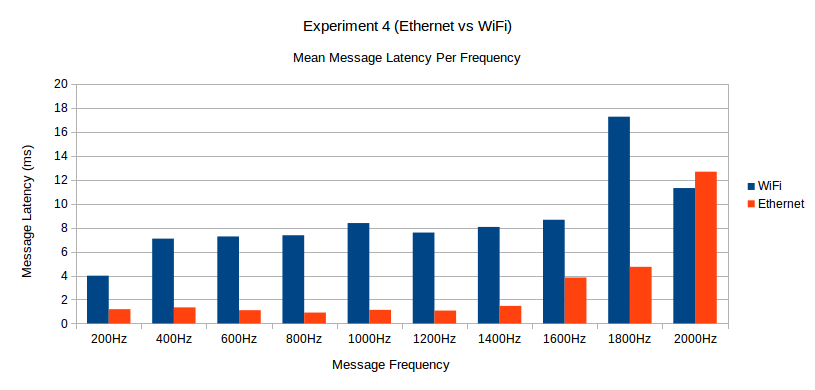 Experiment 4 (Ethernet vs WiFi)
Mean Message Latency Per Frequency
20
18
16
14
12
10
8
6
4
2
0
Message Latency (ms)
200Hz 400Hz 600Hz 800Hz 1000Hz 1200Hz 1400Hz 1600Hz 1800Hz 2000Hz
Message Frequency
WiFi
Ethernet